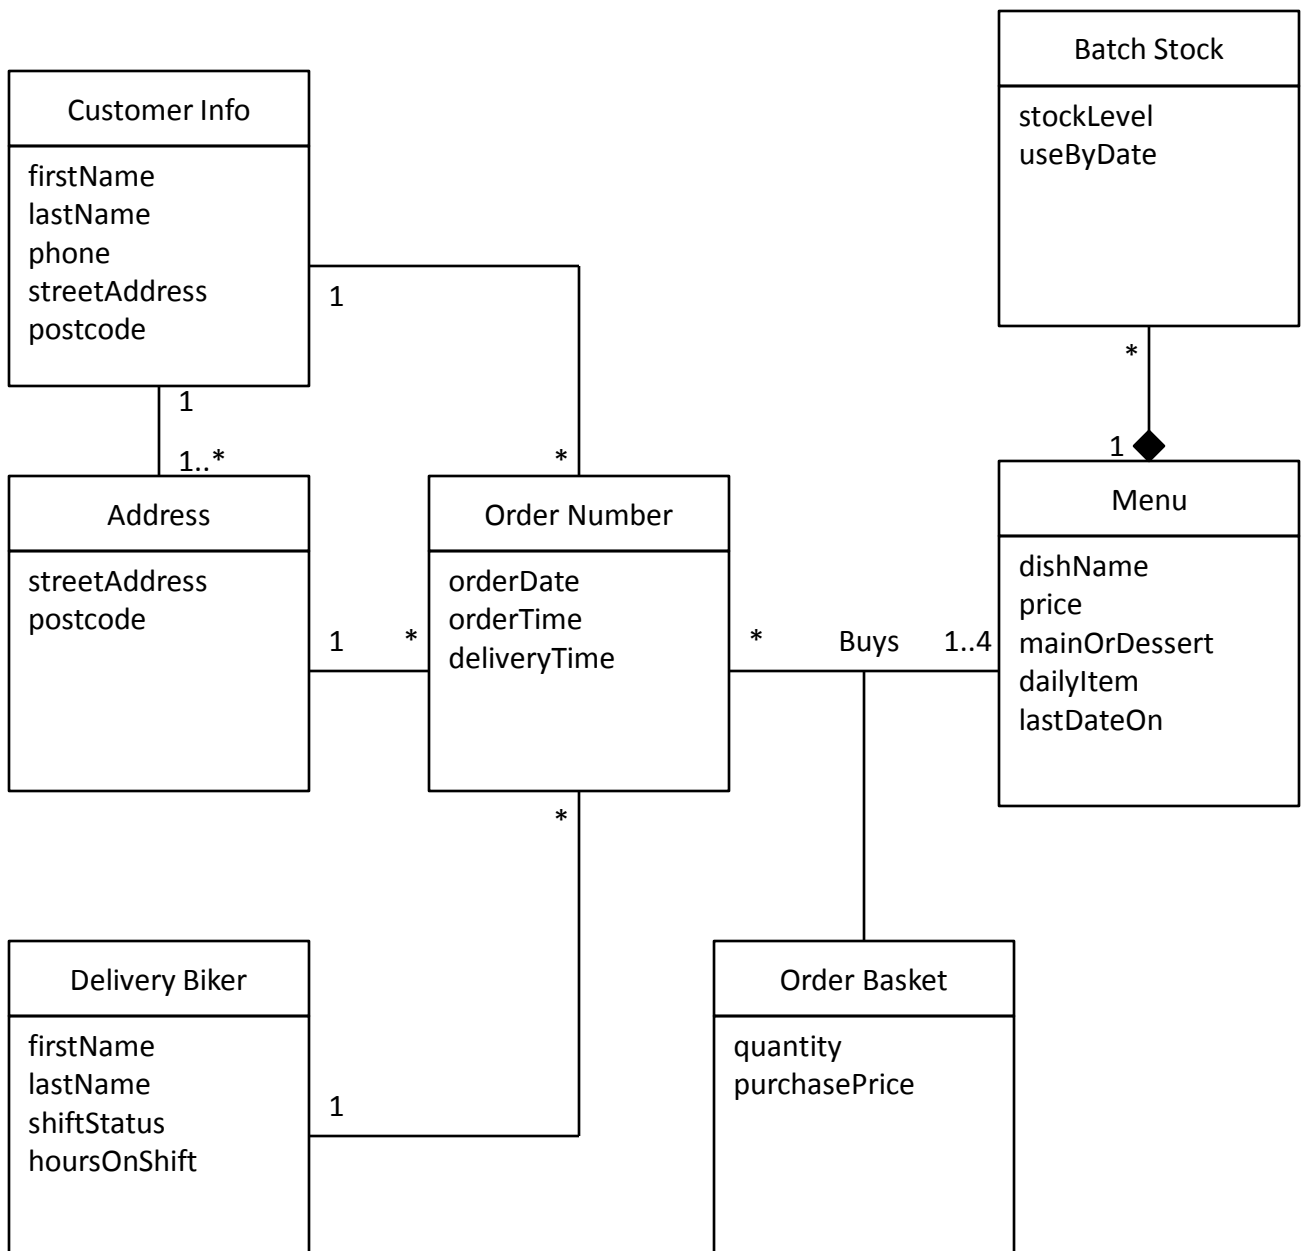 Batch Stock
stockLevel
useByDate
Customer Info
firstName
lastName
phone
streetAddress
postcode
1
*
1
1..*
*
1
Address
streetAddress
postcode
Order Number
orderDate
orderTime
deliveryTime
Menu
dishName
price
mainOrDessert
dailyItem
lastDateOn
1
*
* Buys 1..4
*
Delivery Biker
firstName
lastName
shiftStatus
hoursOnShift
1
Order Basket
quantity
purchasePrice